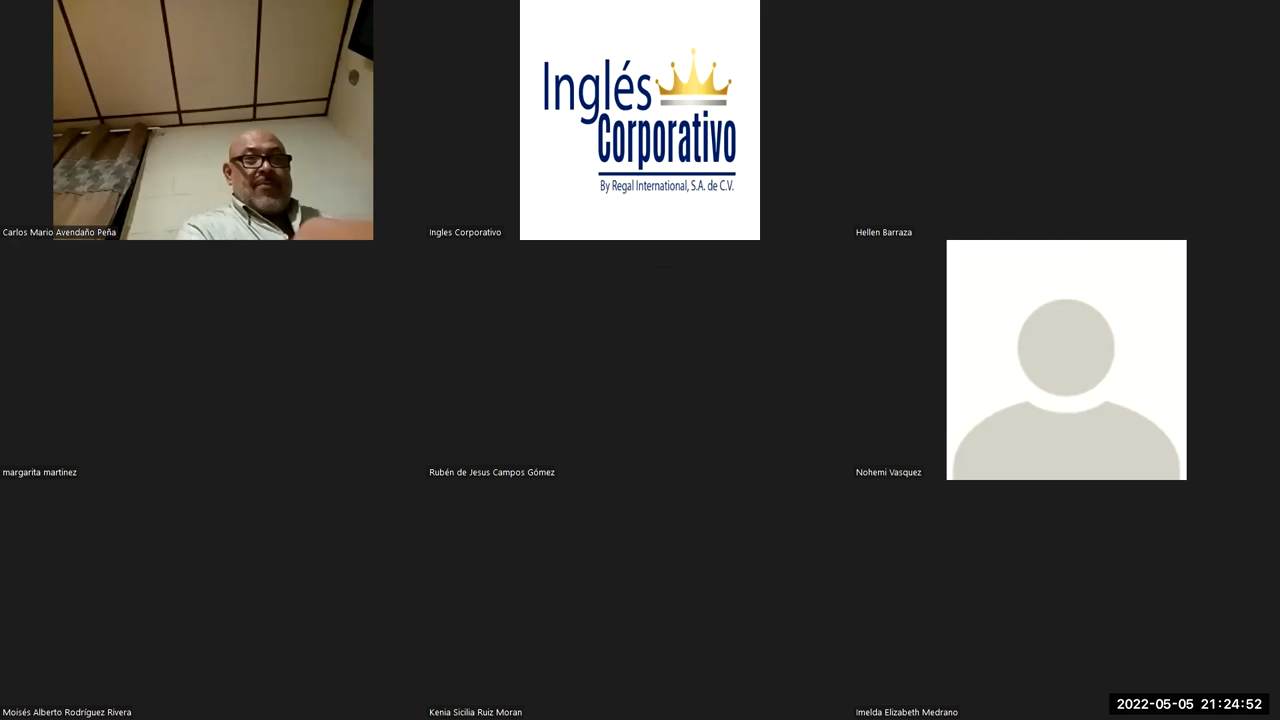 Inglés
Corporativo
By Regal International, S.A. de C.V.
Carlos Mario Avendaño Peña
Ingles Corporativo
Hellen Barraza
margarita martinez
Rubén de Jesus Campos Gómez
Nohemi Vasquez
Moisés Alberto Rodríguez Rivera
Kenia Sicilia Ruiz Moran
Imelda Elizabeth Medrano
2022-05-05 21:24:52